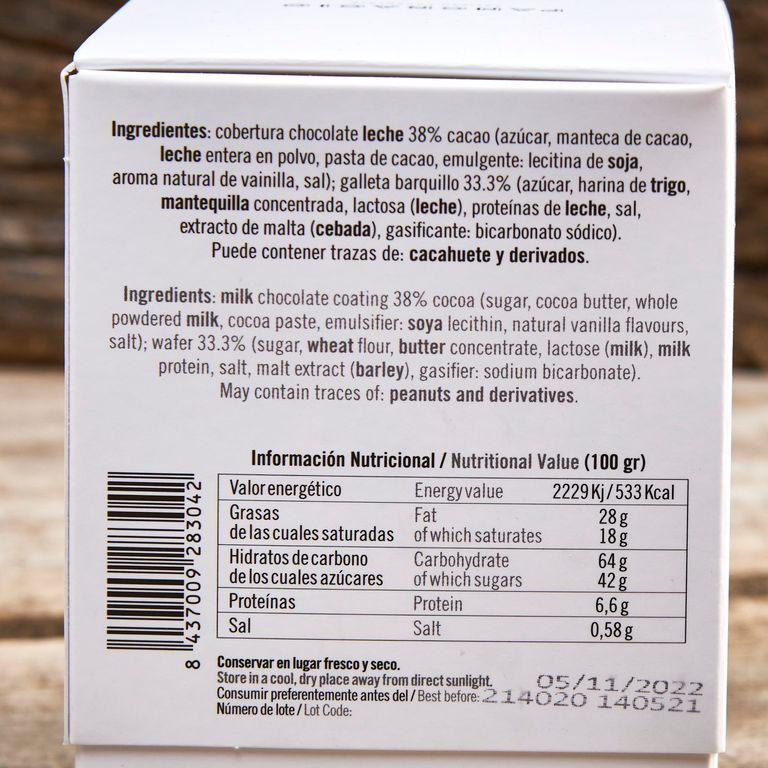 Ingredientes: cobertura chocolate leche 38% cacao (azúcar, manteca de cacao,
leche entera en polvo, pasta de cacao, emulgente: lecitina de soja,
aroma natural de vainilla, sal); galleta barquillo 33.3% (azúcar, harina de trigo,
mantequilla concentrada, lactosa (leche), proteínas de leche, sal,
extracto de malta (cebada), gasificante: bicarbonato sódico).
Puede contener trazas de: cacahuete y derivados.
Ingredients: milk chocolate coating 38% cocoa (sugar, cocoa butter, whole
powdered milk, cocoa paste, emulsifier: soya lecithin, natural vanilla flavours,
salt); wafer 33.3% (sugar, wheat flour, butter concentrate, lactose (milk), milk
protein, salt, malt extract (barley), gasifier: sodium bicarbonate).
May contain traces of: peanuts and derivatives.
Información Nutricional / Nutritional Value (100 gr)
Valor energético Energy value 2229 Kj / 533 Kcal
Grasas Fat 28 g
de las cuales saturadas of which saturates 18 g
Hidratos de carbono Carbohydrate 64 g
de los cuales azúcares of which sugars 42 g
Proteínas Protein 6,6 g
Sal Salt 0,58 g
8 437009 283042
Conservar en lugar fresco y seco.
Store in a cool, dry place away from direct sunlight.
Consumir preferentemente antes del / Best before: 05/11/2022
Número de lote / Lot Code: 214020 140521